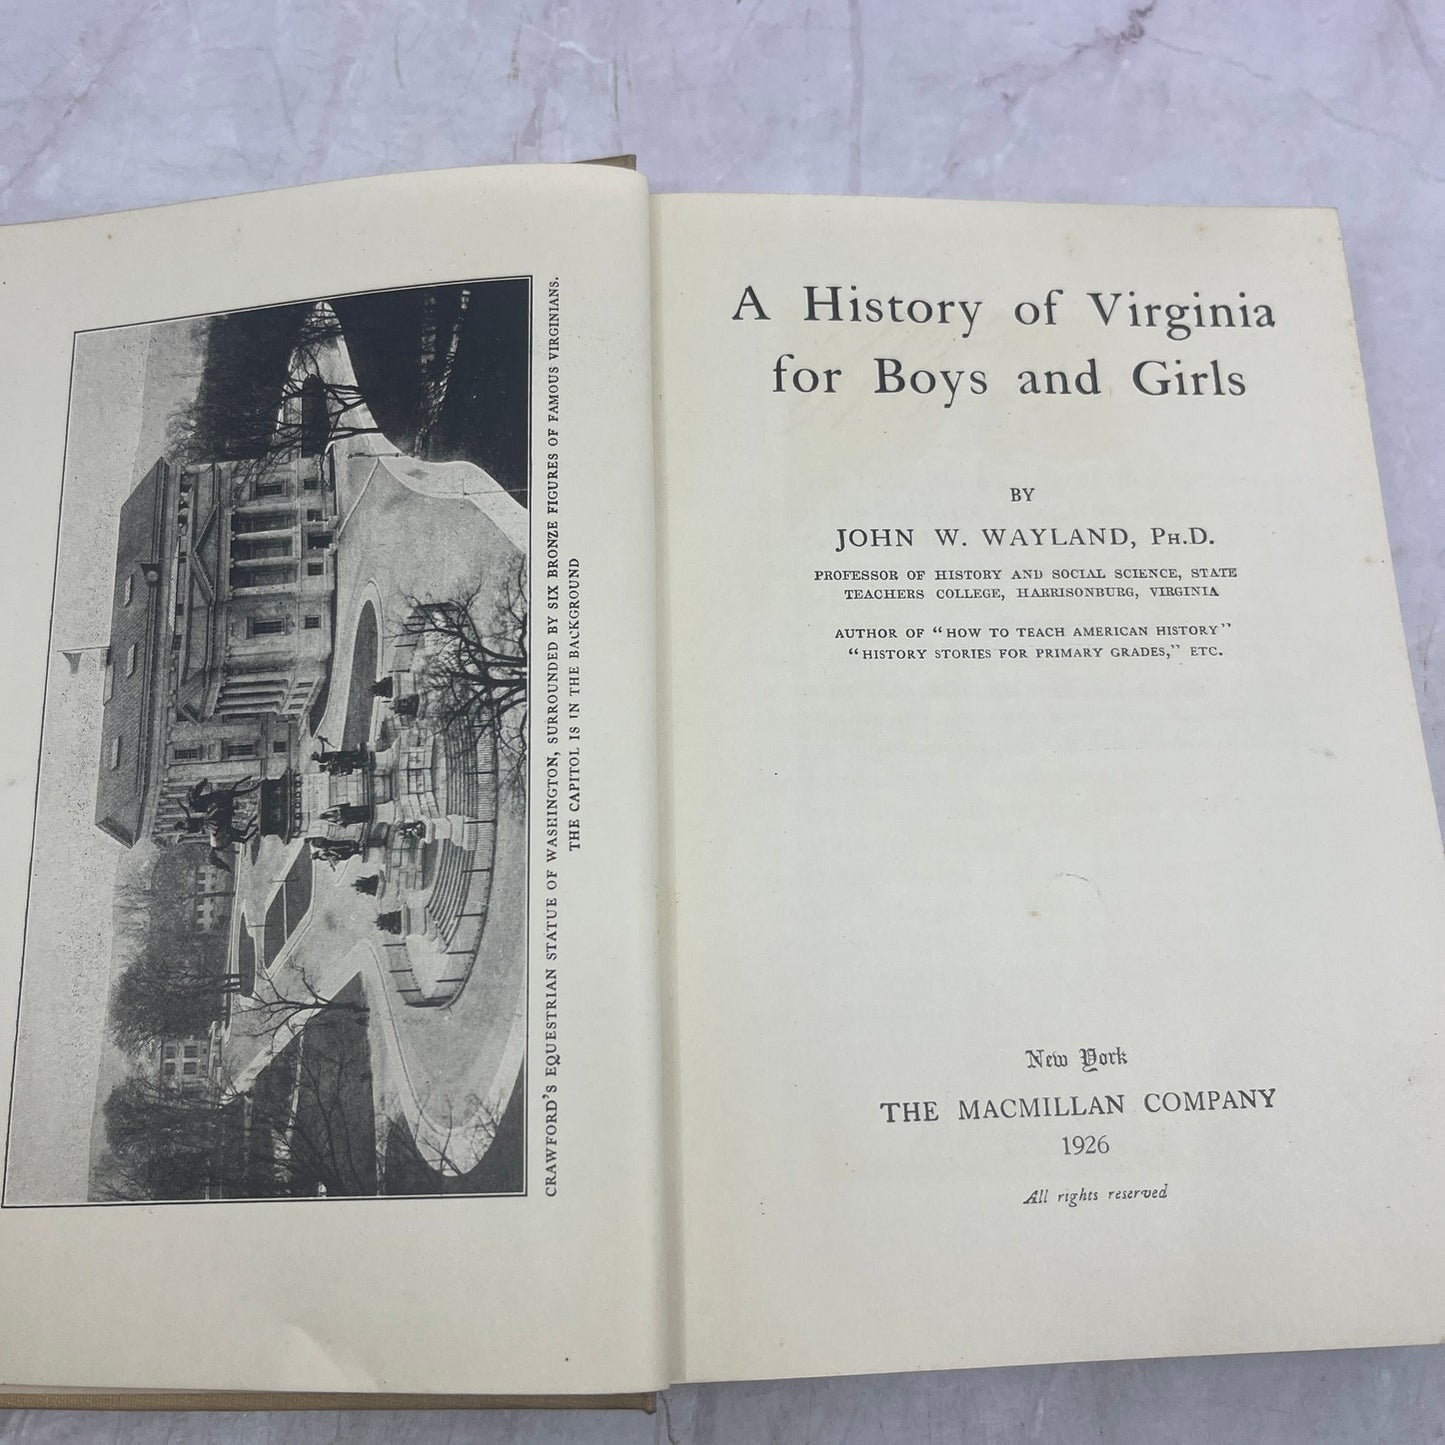 CRAWFORD'S EQUESTRIAN STATUE OF WASHINGTON, SURROUNDED BY SIX BRONZE FIGURES OF FAMOUS VIRGINIANS.
THE CAPITOL IS IN THE BACKGROUND
A History of Virginia
for Boys and Girls
BY
JOHN W. WAYLAND, PH.D.
PROFESSOR OF HISTORY AND SOCIAL SCIENCE, STATE
TEACHERS COLLEGE, HARRISONBURG, VIRGINIA
AUTHOR OF "HOW TO TEACH AMERICAN HISTORY"
"HISTORY STORIES FOR PRIMARY GRADES," ETC.
New York
THE MACMILLAN COMPANY
1926
All rights reserved